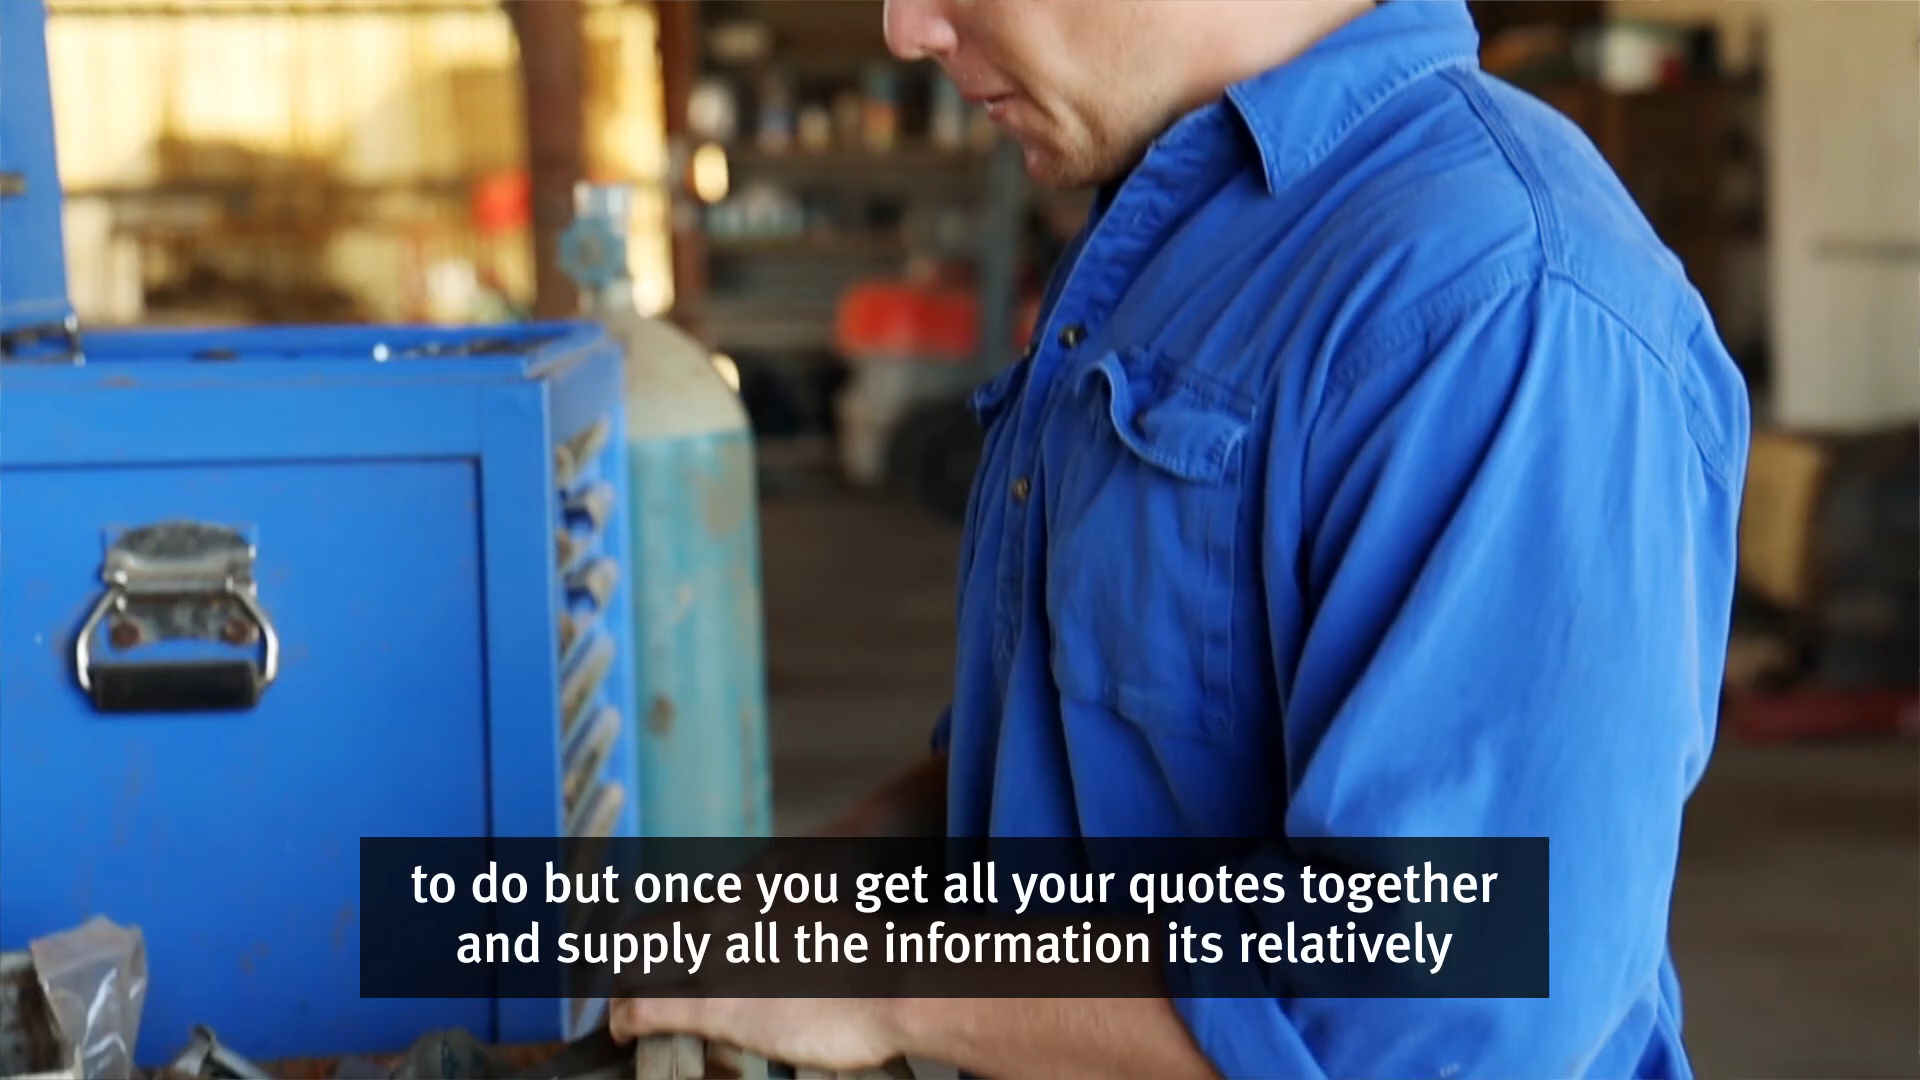 to do but once you get all your quotes together
and supply all the information its relatively